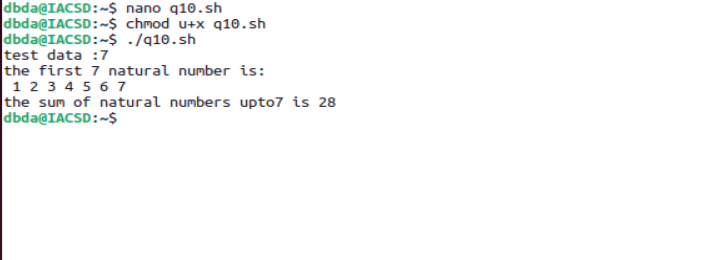 dbda@IACSD:~$ nano q10.sh
dbda@IACSD:~$ chmod u+x q10.sh
dbda@IACSD:~$ ./q10.sh
test data :7
the first 7 natural number is:
 1 2 3 4 5 6 7
the sum of natural numbers upto7 is 28
dbda@IACSD:~$